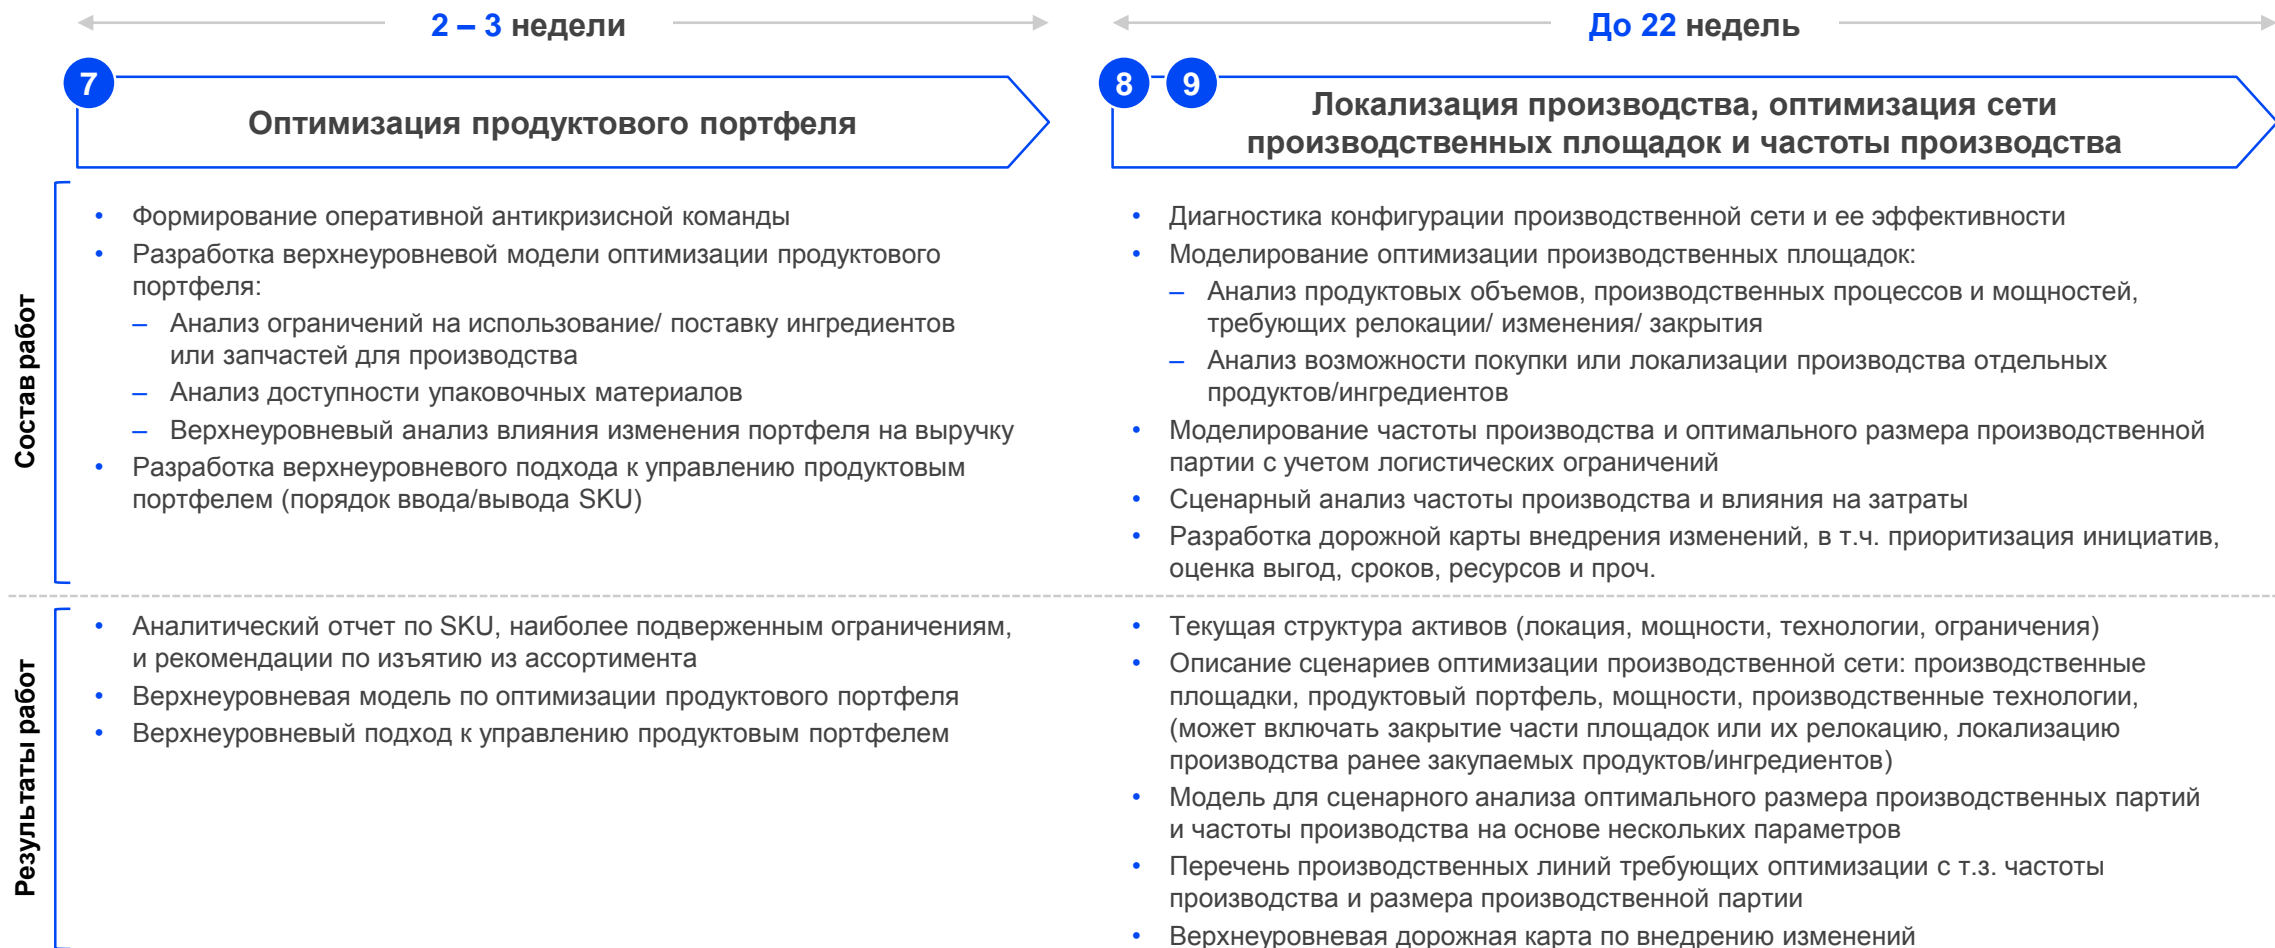 2 – 3 недели
До 22 недель
7
Оптимизация продуктового портфеля
8
9
Локализация производства, оптимизация сети
производственных площадок и частоты производства
Состав работ
• Формирование оперативной антикризисной команды
• Разработка верхнеуровневой модели оптимизации продуктового
портфеля:
– Анализ ограничений на использование/ поставку ингредиентов
или запчастей для производства
– Анализ доступности упаковочных материалов
– Верхнеуровневый анализ влияния изменения портфеля на выручку
• Разработка верхнеуровневого подхода к управлению продуктовым
портфелем (порядок ввода/вывода SKU)
• Диагностика конфигурации производственной сети и ее эффективности
• Моделирование оптимизации производственных площадок:
– Анализ продуктовых объемов, производственных процессов и мощностей,
требующих релокации/ изменения/ закрытия
– Анализ возможности покупки или локализации производства отдельных
продуктов/ингредиентов
• Моделирование частоты производства и оптимального размера производственной
партии с учетом логистических ограничений
• Сценарный анализ частоты производства и влияния на затраты
• Разработка дорожной карты внедрения изменений, в т.ч. приоритизация инициатив,
оценка выгод, сроков, ресурсов и проч.
Результаты работ
• Аналитический отчет по SKU, наиболее подверженным ограничениям,
и рекомендации по изъятию из ассортимента
• Верхнеуровневая модель по оптимизации продуктового портфеля
• Верхнеуровневый подход к управлению продуктовым портфелем
• Текущая структура активов (локация, мощности, технологии, ограничения)
• Описание сценариев оптимизации производственной сети: производственные
площадки, продуктовый портфель, мощности, производственные технологии,
(может включать закрытие части площадок или их релокацию, локализацию
производства ранее закупаемых продуктов/ингредиентов)
• Модель для сценарного анализа оптимального размера производственных партий
и частоты производства на основе нескольких параметров
• Перечень производственных линий требующих оптимизации с т.з. частоты
производства и размера производственной партии
• Верхнеуровневая дорожная карта по внедрению изменений